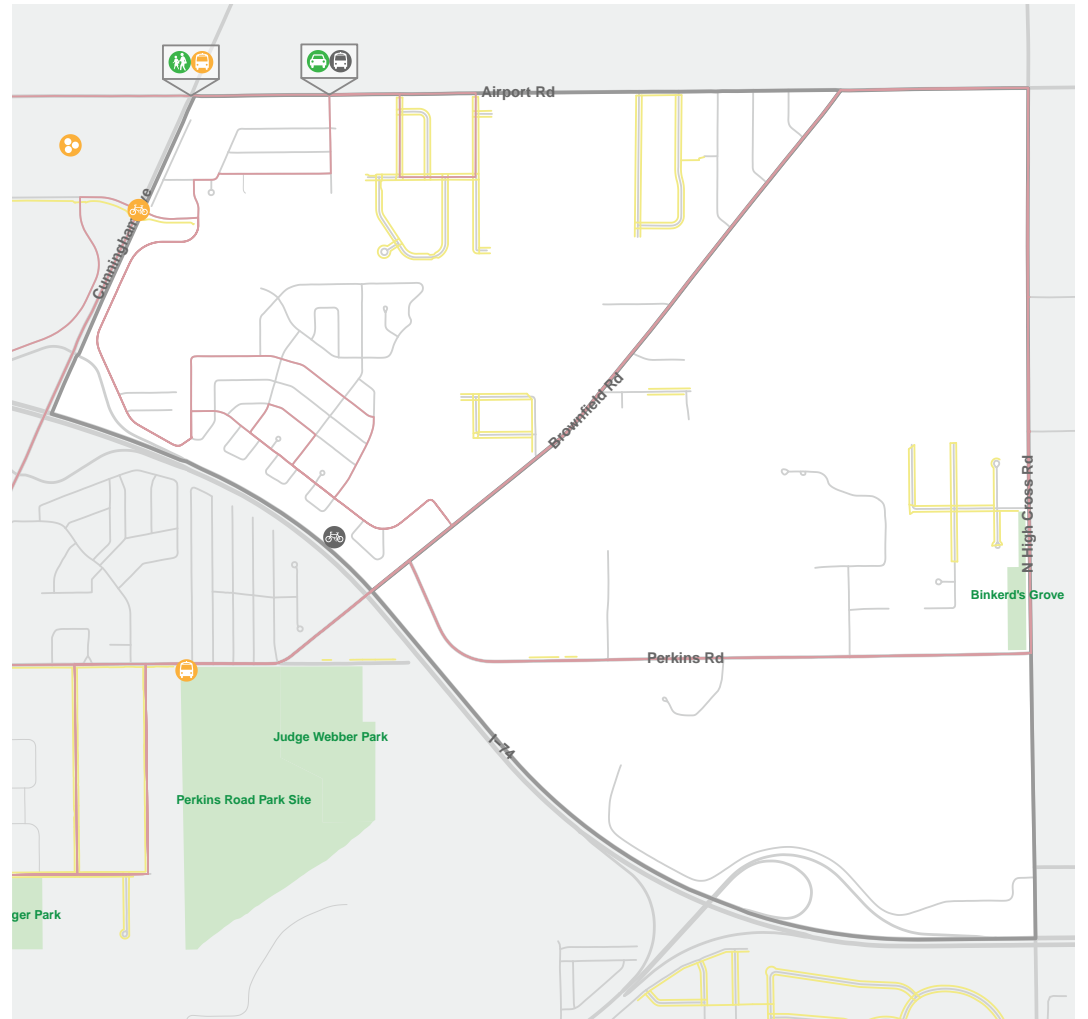 Airport Rd
Cunningham Ave
Brownfield Rd
N High Cross Rd
Binkerd's Grove
Perkins Rd
Judge Webber Park
I-74
Perkins Road Park Site
ger Park